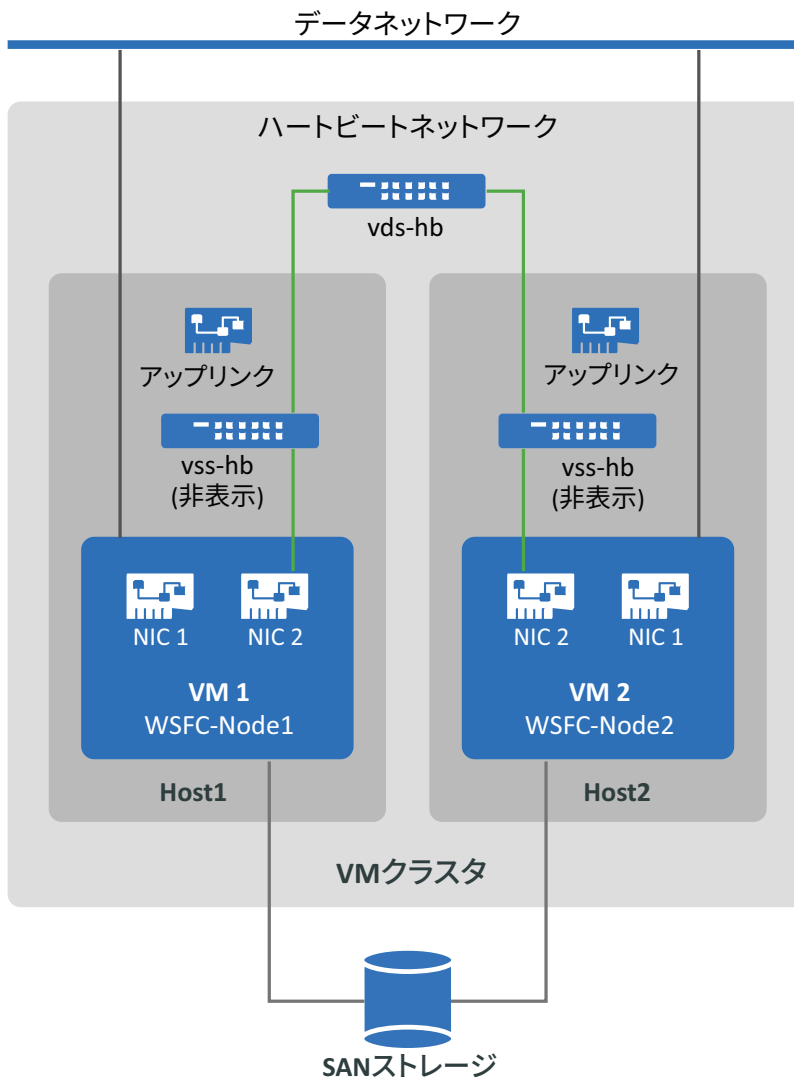 データネットワーク
ハートビートネットワーク
vds-hb
アップリンク
アップリンク
vss-hb
(非表示)
vss-hb
(非表示)
NIC 1
NIC 2
NIC 2
NIC 1
VM 1
WSFC-Node1
VM 2
WSFC-Node2
Host1
Host2
VMクラスタ
SANストレージ